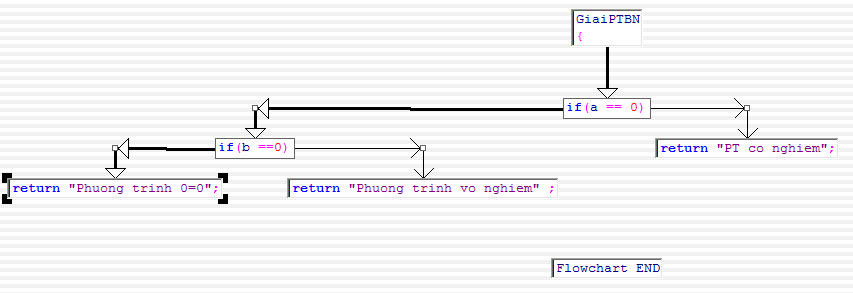 GiaiPTBN
{
if(a == 0)
if(b ==0)
return "PT co nghiem";
return "Phuong trinh 0=0";
return "Phuong trinh vo nghiem" ;
Flowchart END